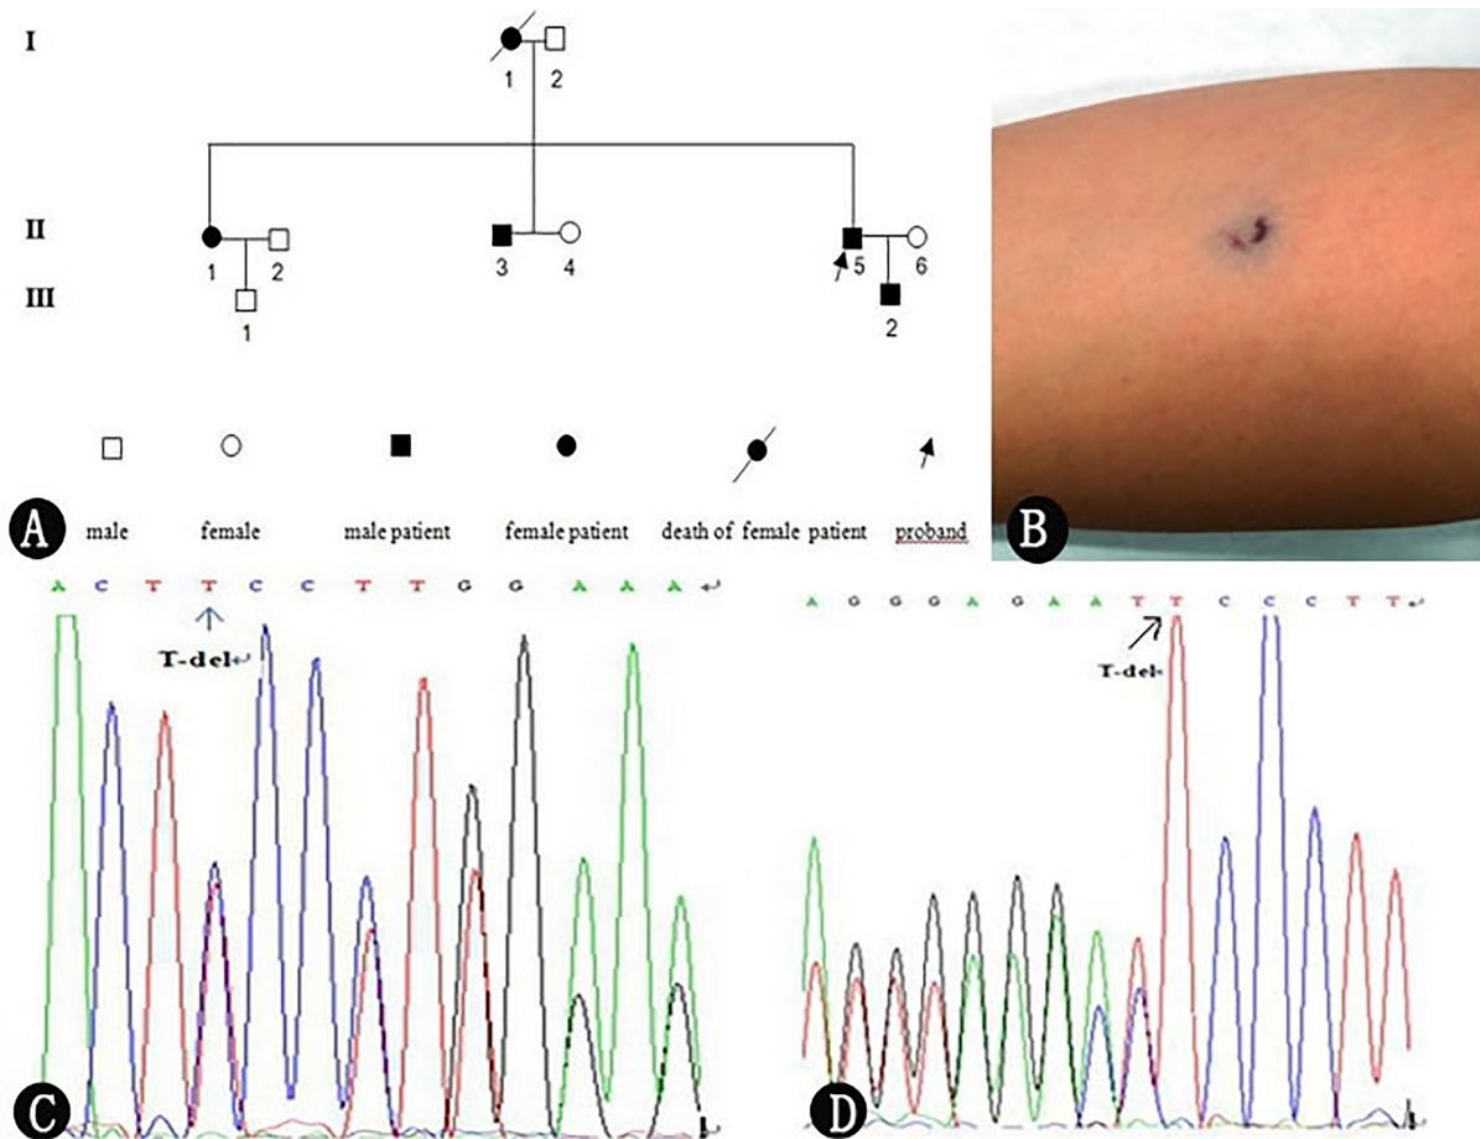 I
1 2
II
1 2 3 4 5 6
III
1 2
A male female male patient female patient death of female patient proband
B
A C T T C C T T G G A A A
T-del
C
A G G G A G A A T T C C C T T
T-del
D